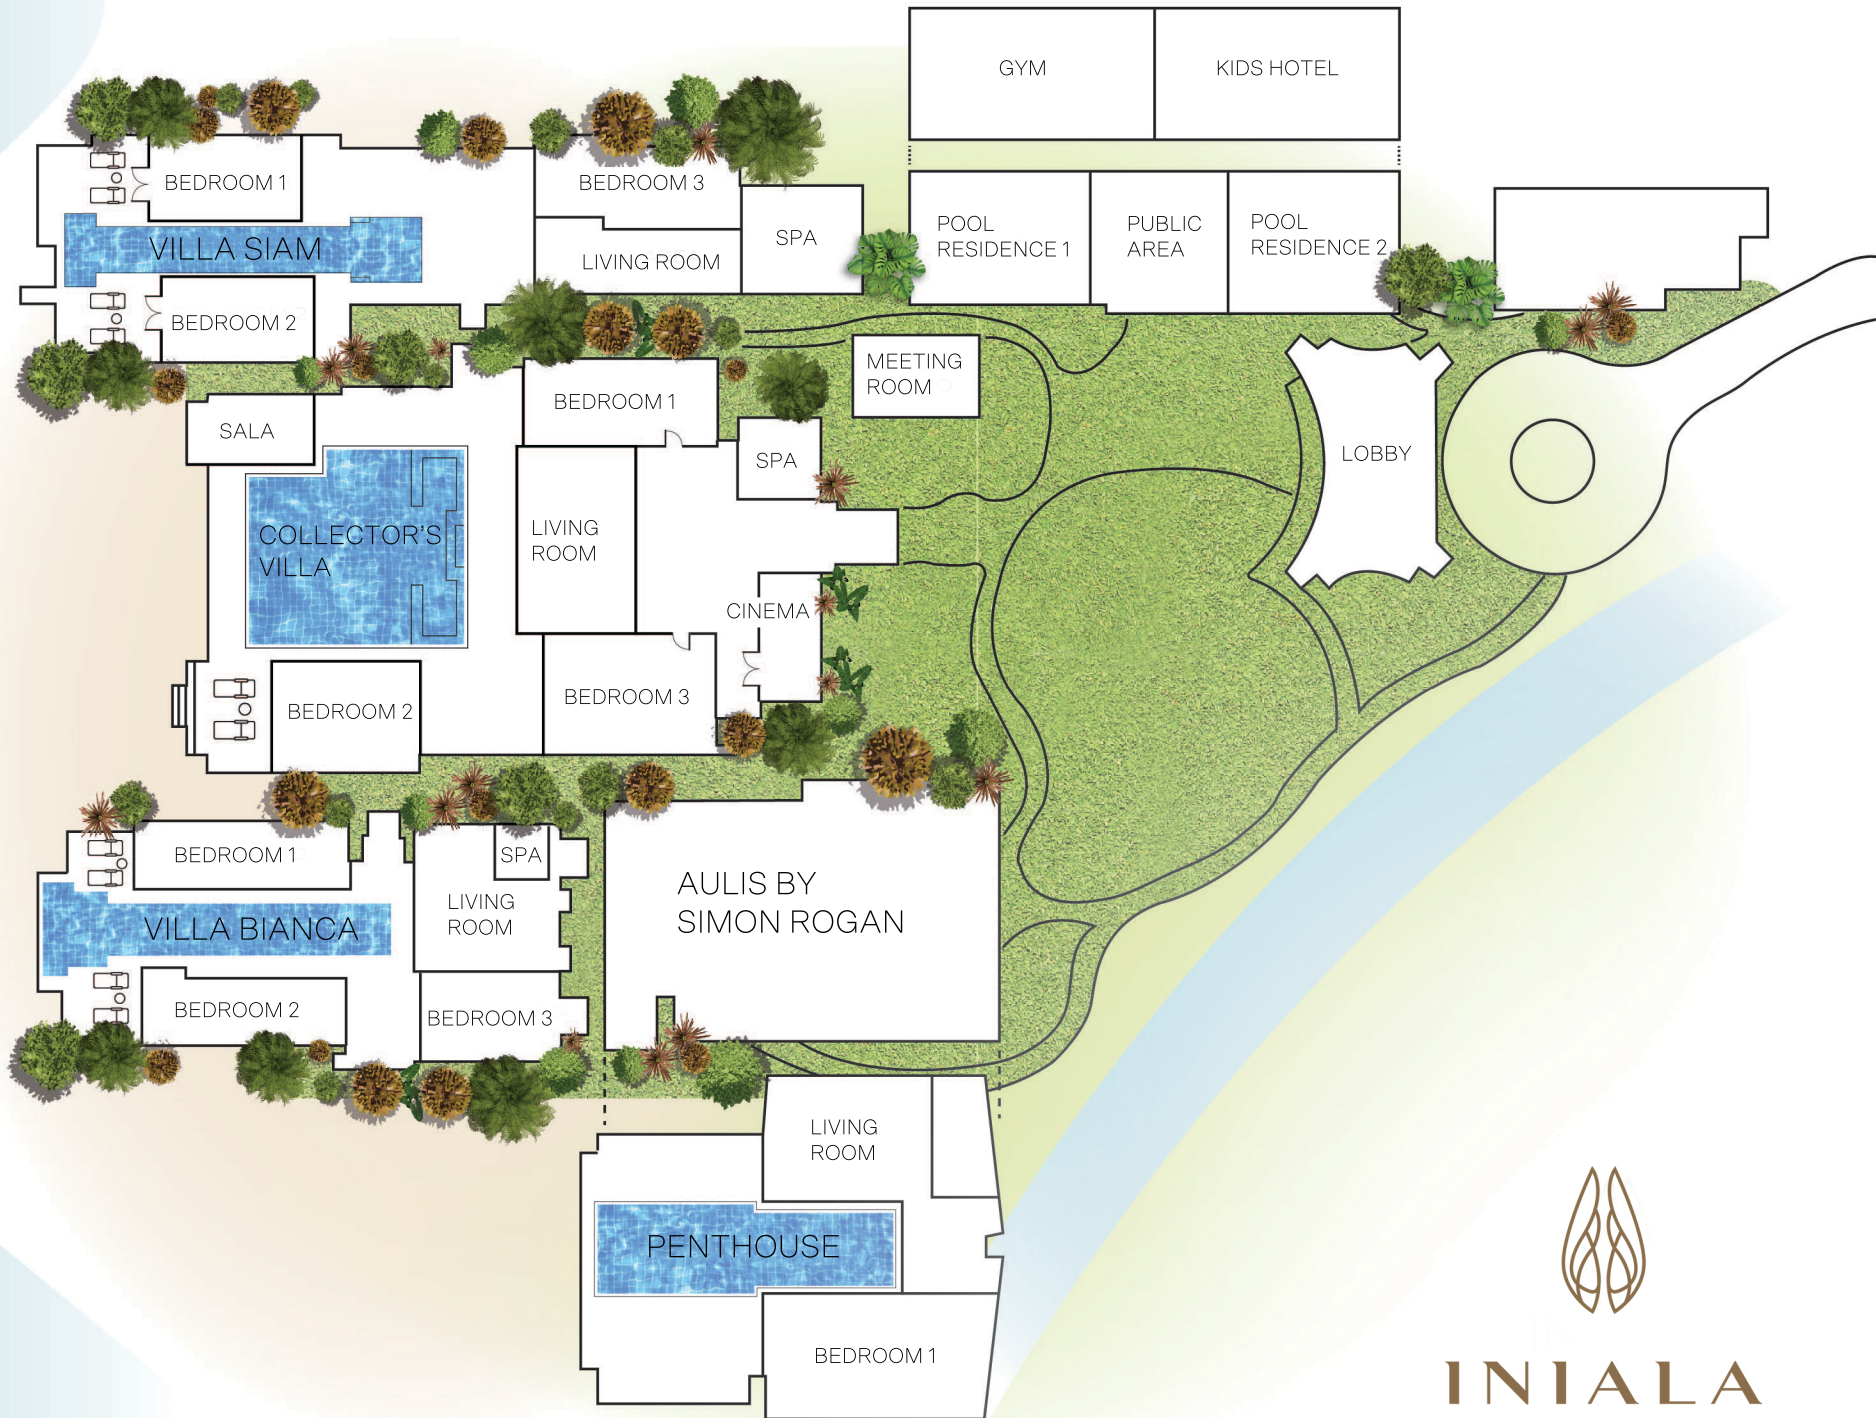 GYM
KIDS HOTEL
BEDROOM 1
BEDROOM 3
VILLA SIAM
LIVING ROOM
SPA
BEDROOM 2
POOL
RESIDENCE 1
PUBLIC
AREA
POOL
RESIDENCE 2
MEETING
ROOM
LOBBY
SALA
BEDROOM 1
SPA
COLLECTOR'S
VILLA
LIVING
ROOM
CINEMA
BEDROOM 2
BEDROOM 3
BEDROOM 1
SPA
LIVING
ROOM
VILLA BIANCA
BEDROOM 2
BEDROOM 3
AULIS BY
SIMON ROGAN
LIVING
ROOM
PENTHOUSE
BEDROOM 1
INIALA